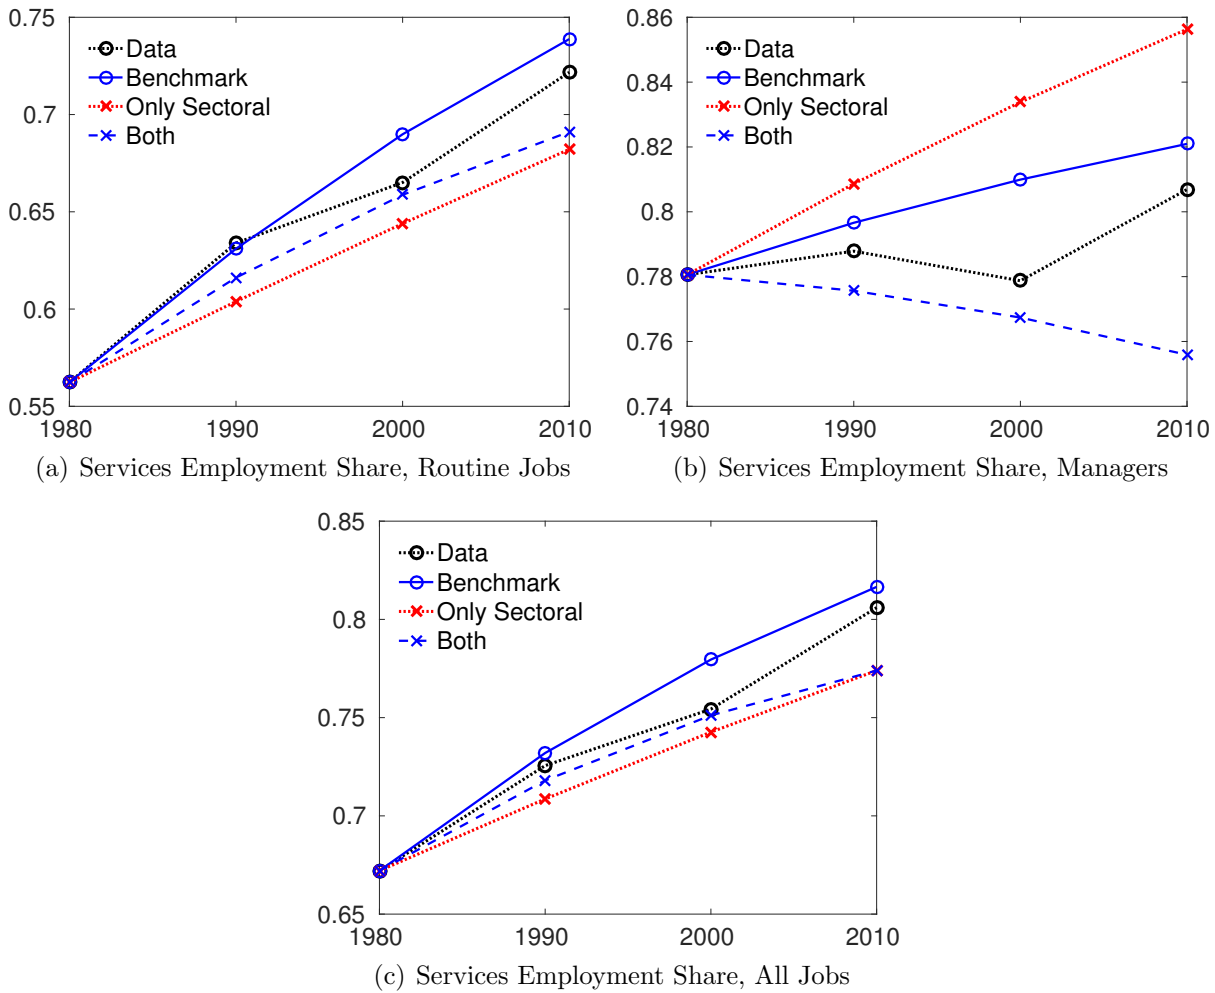 0.75
0.7
0.65
0.6
0.55
Data
Benchmark
Only Sectoral
Both
1980
1990
2000
2010
(a) Services Employment Share, Routine Jobs
0.86
0.84
0.82
0.8
0.78
0.76
0.74
Data
Benchmark
Only Sectoral
Both
1980
1990
2000
2010
(b) Services Employment Share, Managers
0.85
0.8
0.75
0.7
0.65
Data
Benchmark
Only Sectoral
Both
1980
1990
2000
2010
(c) Services Employment Share, All Jobs